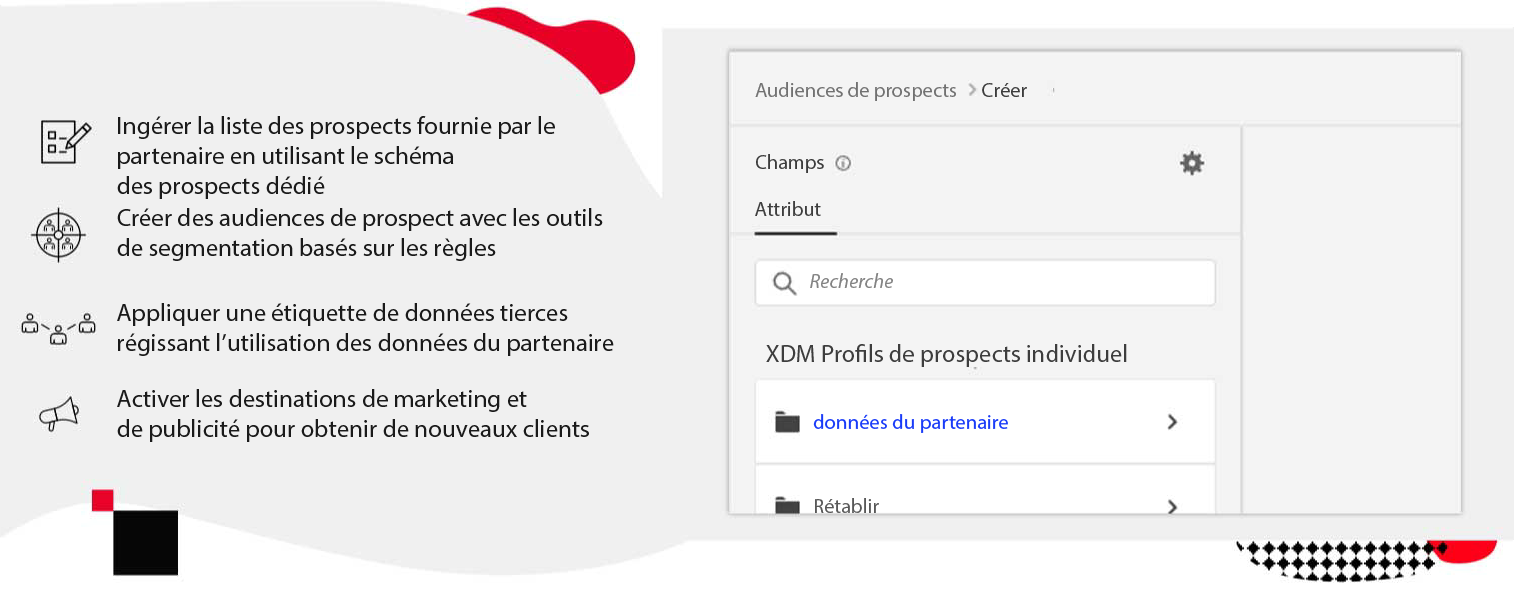 Ingérer la liste des prospects fournie par le
partenaire en utilisant le schéma
des prospects dédié
Créer des audiences de prospect avec les outils
de segmentation basés sur les règles
Appliquer une étiquette de données tierces
régissant l’utilisation des données du partenaire
Activer les destinations de marketing et
de publicité pour obtenir de nouveaux clients
Audiences de prospects > Créer
Champs
Attribut
Recherche
XDM Profils de prospects individuel
données du partenaire
Rétablir